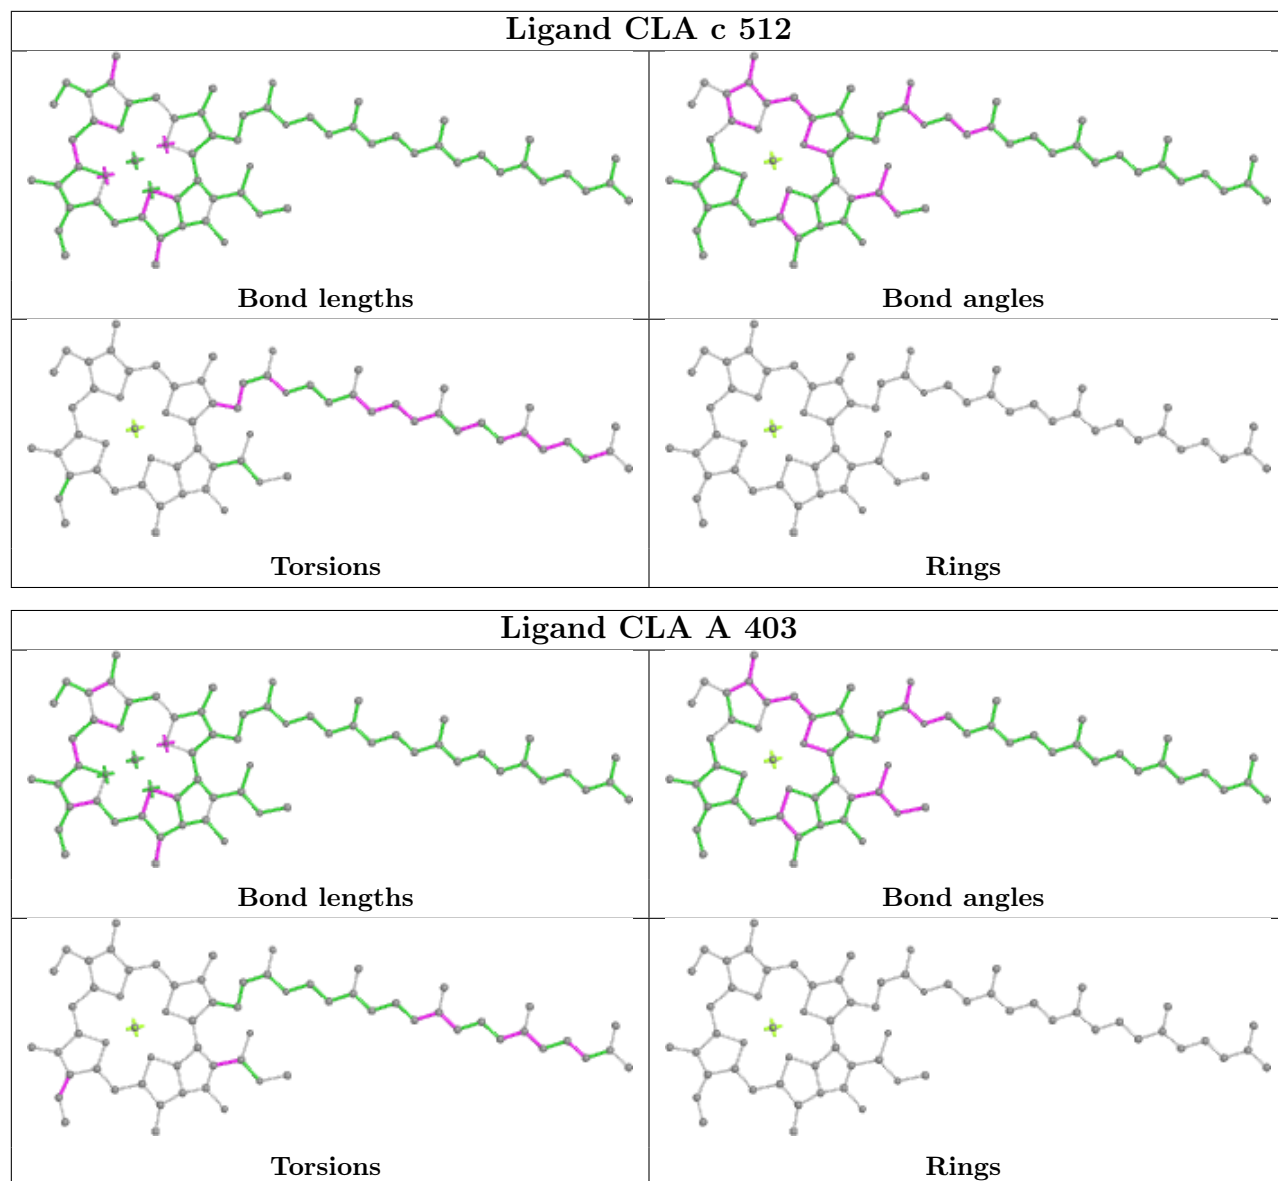 Ligand CLA c 512
Bond lengths
Bond angles
Torsions
Rings
Ligand CLA A 403
Bond lengths
Bond angles
Torsions
Rings